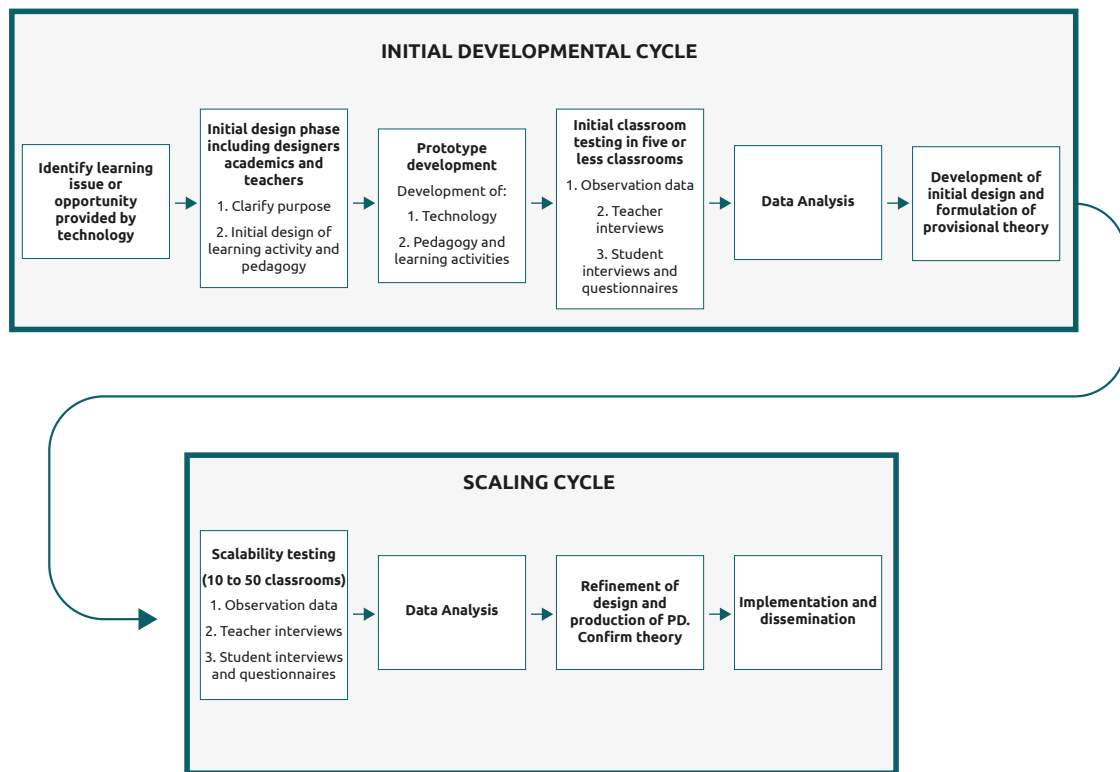 INITIAL DEVELOPMENTAL CYCLE
Identify learning
issue or
opportunity
provided by
technology
Initial design phase
including designers
academics and
teachers
1. Clarify purpose
2. Initial design of
learning activity and
pedagogy
Prototype
development
Development of:
1. Technology
2. Pedagogy and
learning activities
Initial classroom
testing in five or
less classrooms
1. Observation data
2. Teacher
interviews
3. Student
interviews and
questionnaires
Data Analysis
Development of
initial design and
formulation of
provisional theory
SCALING CYCLE
Scalability testing
(10 to 50 classrooms)
1. Observation data
2. Teacher interviews
3. Student interviews
and questionnaires
Data Analysis
Refinement of
design and
production of PD.
Confirm theory
Implementation and
dissemination